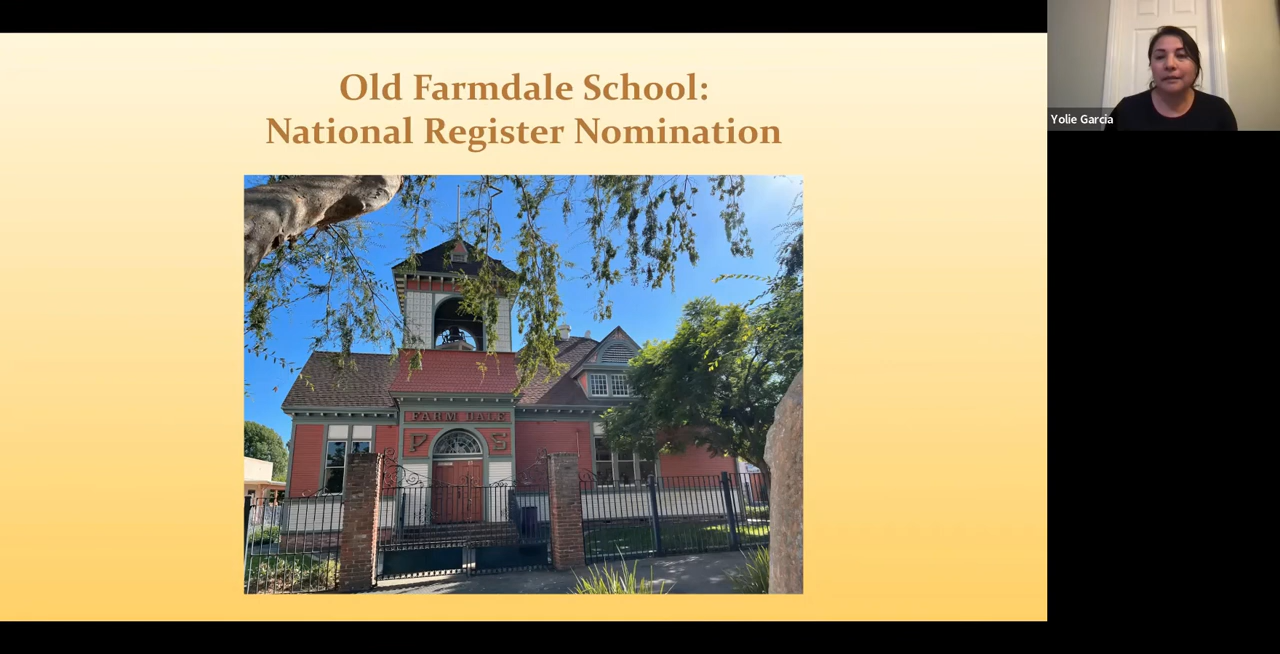 Old Farmdale School:
National Register Nomination
FARM DALE
P S
Yolie Garcia